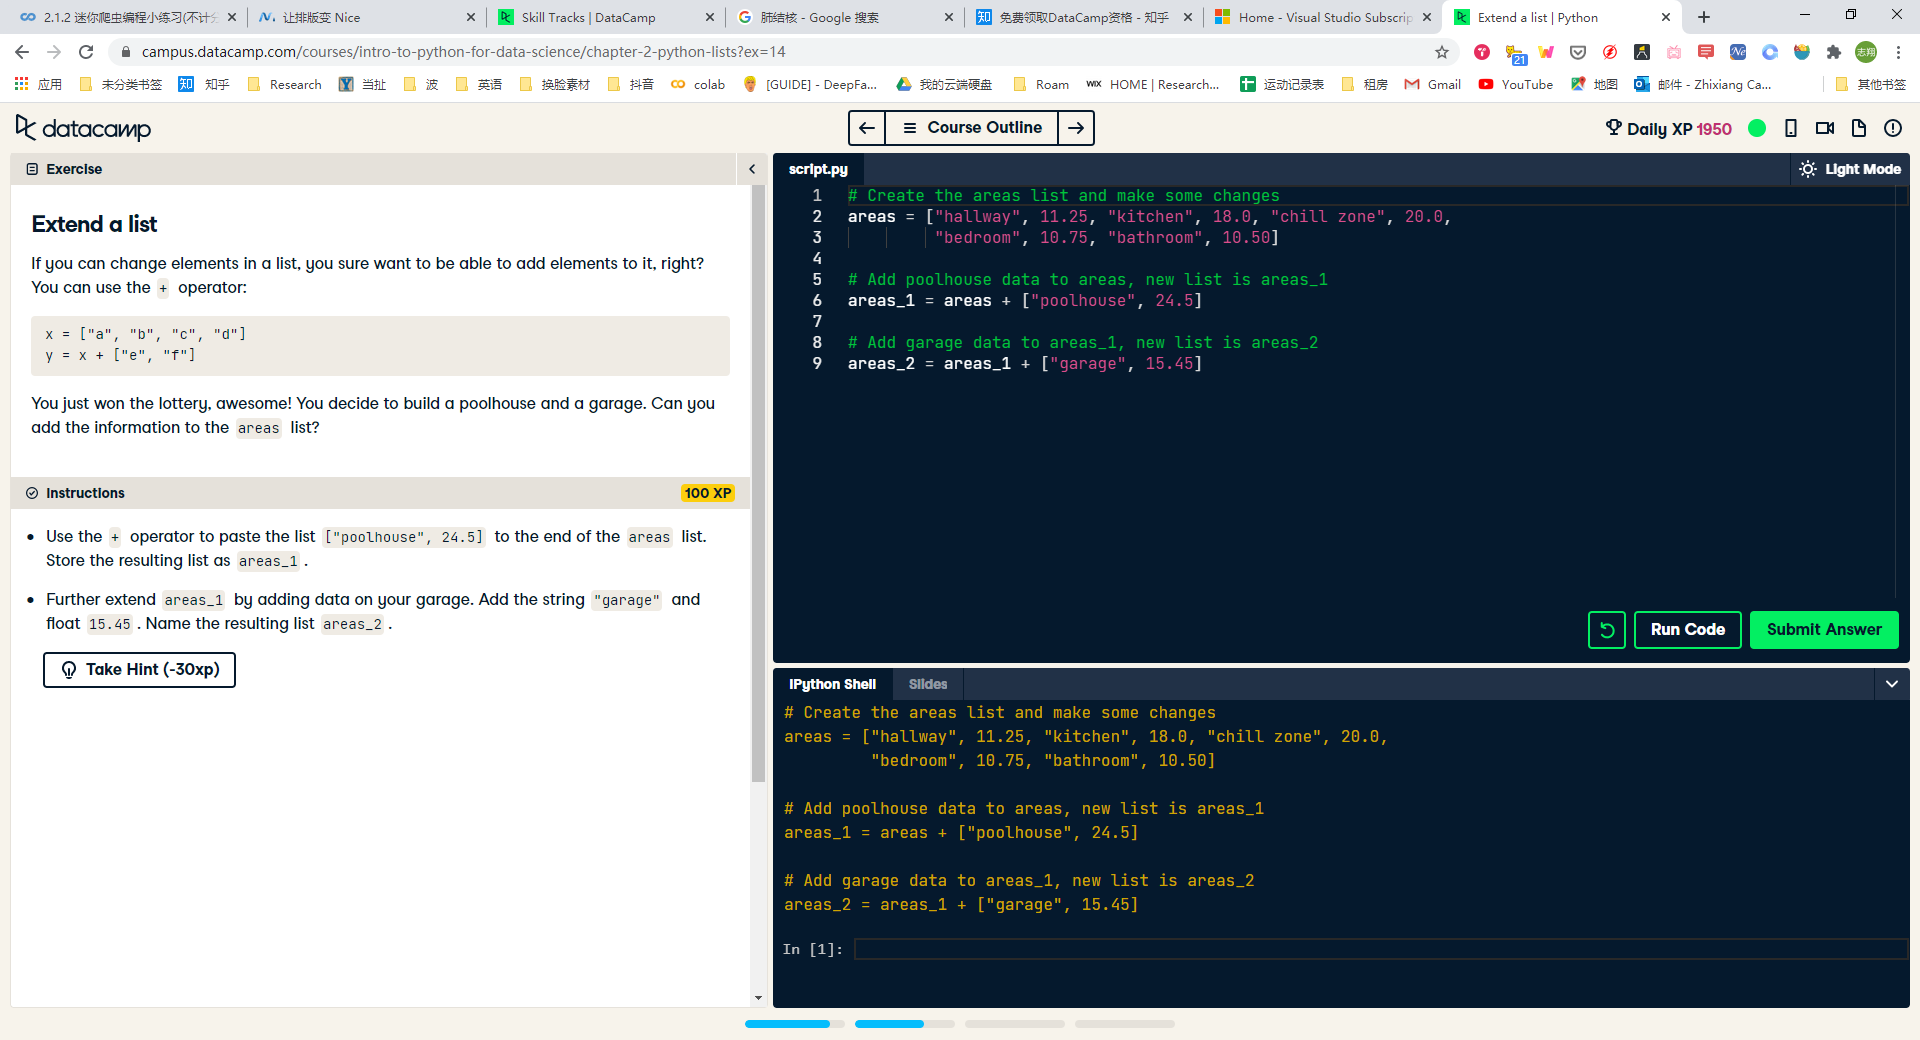 2.1.2 迷你爬虫编程小练习(不计分
让排版变 Nice
Skill Tracks | DataCamp
肺结核 - Google 搜索
免费领取DataCamp资格 - 知乎
Home - Visual Studio Subscrip
Extend a list | Python
campus.datacamp.com/courses/intro-to-python-for-data-science/chapter-2-python-lists?ex=14
21
志翔
应用 未分类书签 知乎 Research 当扯 波 英语 换脸素材 抖音 colab [GUIDE] - DeepFa... 我的云端硬盘 Roam WIX HOME | Research... 运动记录表 租房 Gmail YouTube 地图 邮件 - Zhixiang Ca... 其他书签
datacamp
Course Outline
Daily XP 1950
Exercise
Extend a list
If you can change elements in a list, you sure want to be able to add elements to it, right?
You can use the + operator:
x = ["a", "b", "c", "d"]
y = x + ["e", "f"]
You just won the lottery, awesome! You decide to build a poolhouse and a garage. Can you
add the information to the areas list?
Instructions
100 XP
Use the + operator to paste the list ["poolhouse", 24.5] to the end of the areas list.
Store the resulting list as areas_1 .
Further extend areas_1 by adding data on your garage. Add the string "garage" and
float 15.45 . Name the resulting list areas_2 .
Take Hint (-30xp)
script.py
Light Mode
1 # Create the areas list and make some changes
2 areas = ["hallway", 11.25, "kitchen", 18.0, "chill zone", 20.0,
3 "bedroom", 10.75, "bathroom", 10.50]
4
5 # Add poolhouse data to areas, new list is areas_1
6 areas_1 = areas + ["poolhouse", 24.5]
7
8 # Add garage data to areas_1, new list is areas_2
9 areas_2 = areas_1 + ["garage", 15.45]
Run Code
Submit Answer
IPython Shell
Slides
# Create the areas list and make some changes
areas = ["hallway", 11.25, "kitchen", 18.0, "chill zone", 20.0,
"bedroom", 10.75, "bathroom", 10.50]
# Add poolhouse data to areas, new list is areas_1
areas_1 = areas + ["poolhouse", 24.5]
# Add garage data to areas_1, new list is areas_2
areas_2 = areas_1 + ["garage", 15.45]
In [1]: